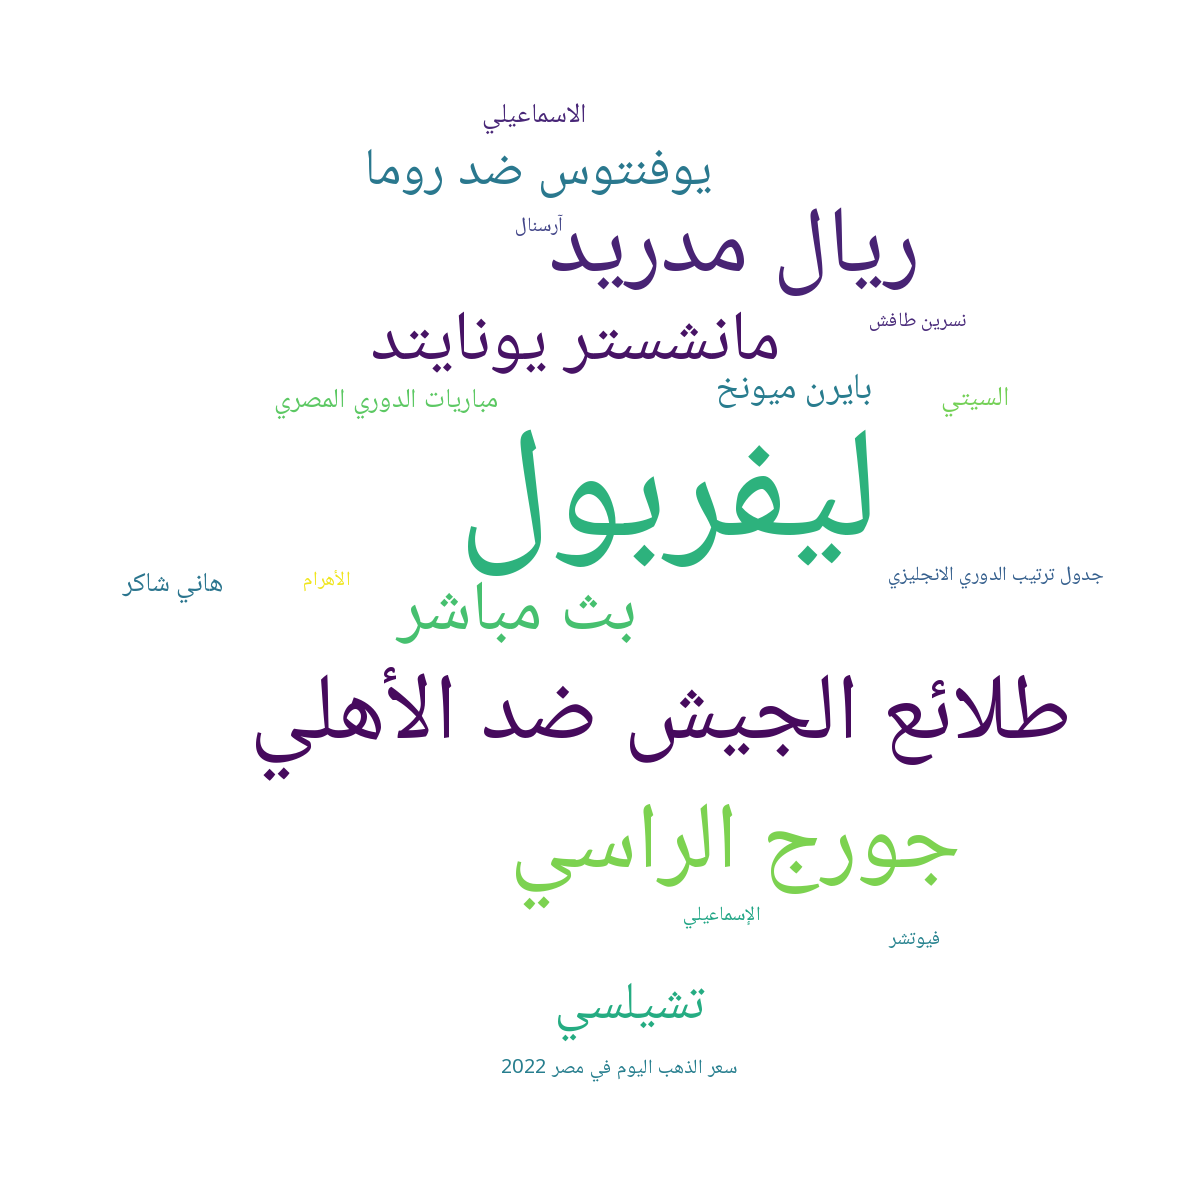 الاسماعيلي
يوفنتوس ضد روما
آرسنال
ريال مدريد
نسرين طافش
مانشستر يونايتد
بايرن ميونخ
السيتي
مباريات الدوري المصري
ليفربول
جدول ترتيب الدوري الانجليزي
الأهرام
هاني شاكر
بث مباشر
طلائع الجيش ضد الأهلي
جورج الراسي
الإسماعيلي
فيوتشر
تشيلسي
سعر الذهب اليوم في مصر 2022